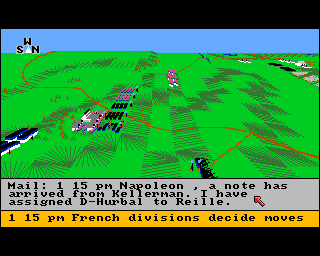 W
S N
Mail: 1 15 pm Napoleon , a note has
arrived from Kellerman. I have
assigned D-Hurbal to Reille.
1 15 pm French divisions decide moves